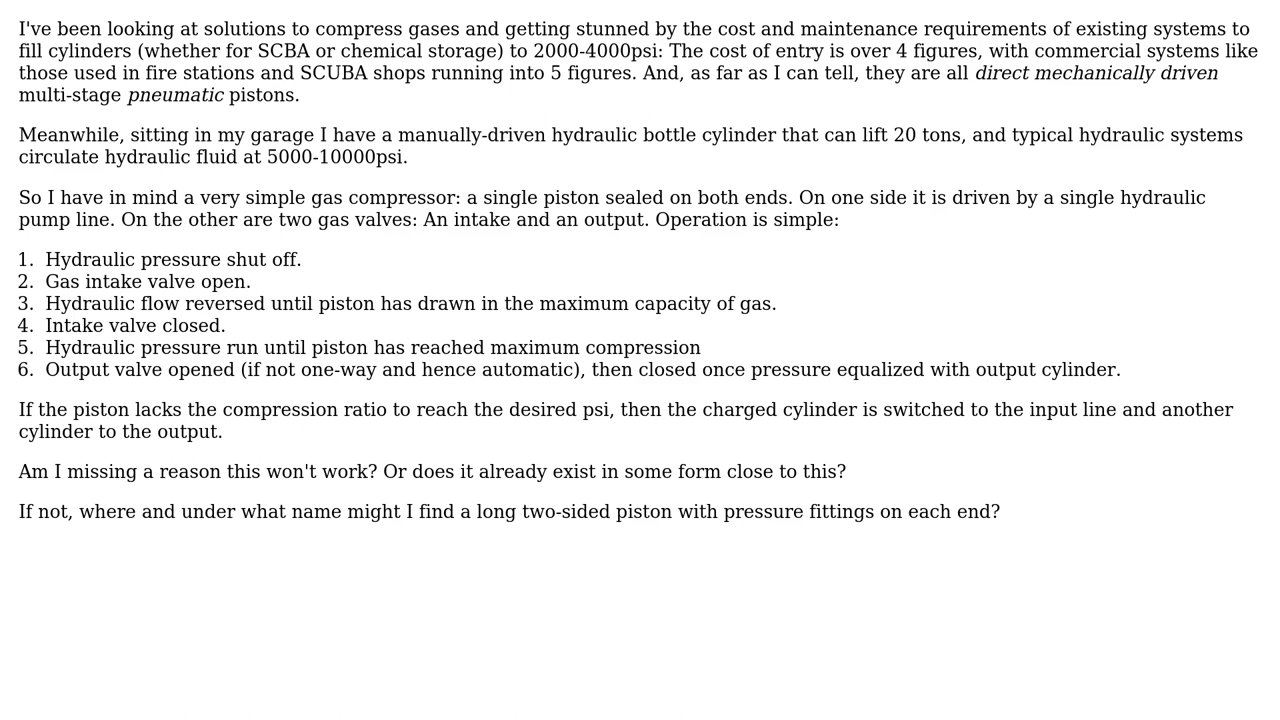 I've been looking at solutions to compress gases and getting stunned by the cost and maintenance requirements of existing systems to
fill cylinders (whether for SCBA or chemical storage) to 2000-4000psi: The cost of entry is over 4 figures, with commercial systems like
those used in fire stations and SCUBA shops running into 5 figures. And, as far as I can tell, they are all direct mechanically driven
multi-stage pneumatic pistons.
Meanwhile, sitting in my garage I have a manually-driven hydraulic bottle cylinder that can lift 20 tons, and typical hydraulic systems
circulate hydraulic fluid at 5000-10000psi.
So I have in mind a very simple gas compressor: a single piston sealed on both ends. On one side it is driven by a single hydraulic
pump line. On the other are two gas valves: An intake and an output. Operation is simple:
1. Hydraulic pressure shut off.
2. Gas intake valve open.
3. Hydraulic flow reversed until piston has drawn in the maximum capacity of gas.
4. Intake valve closed.
5. Hydraulic pressure run until piston has reached maximum compression
6. Output valve opened (if not one-way and hence automatic), then closed once pressure equalized with output cylinder.
If the piston lacks the compression ratio to reach the desired psi, then the charged cylinder is switched to the input line and another
cylinder to the output.
Am I missing a reason this won't work? Or does it already exist in some form close to this?
If not, where and under what name might I find a long two-sided piston with pressure fittings on each end?